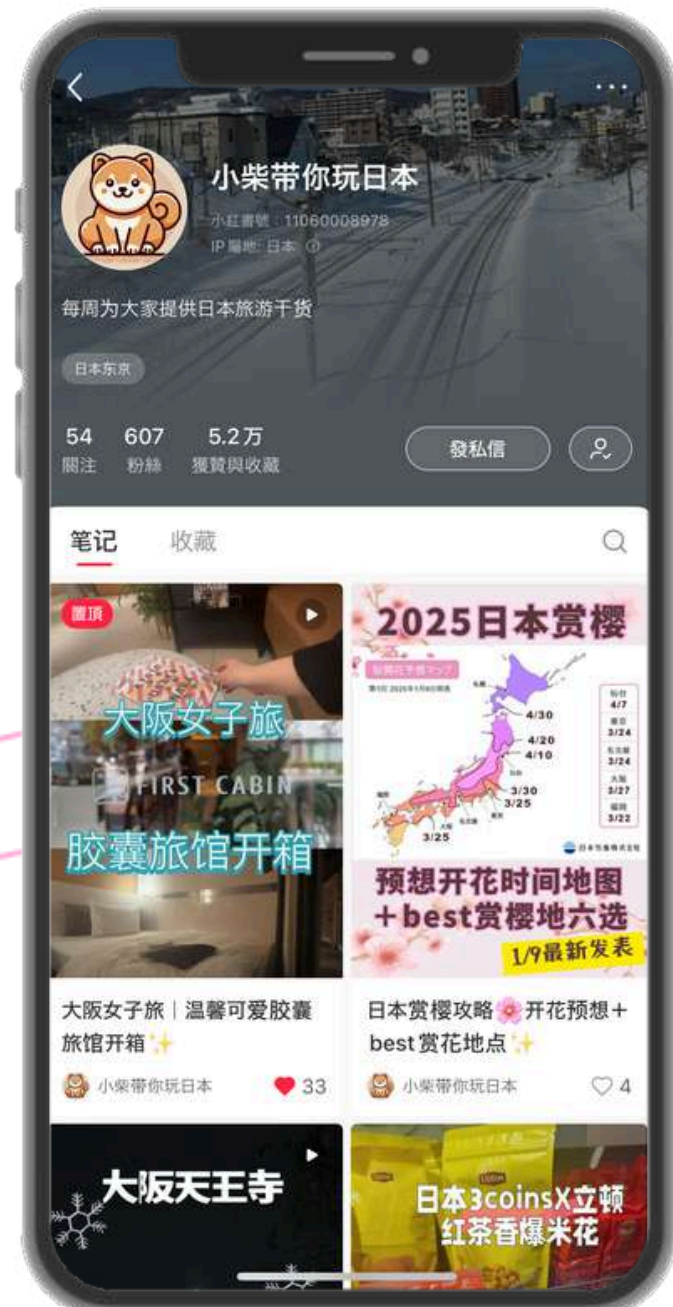 小柴带你玩日本
小紅書號：11060008978
IP 屬地: 日本
每周为大家提供日本旅游干货
日本东京
54
607
5.2万
關注
粉絲
獲贊與收藏
發私信
笔记
收藏
置頂
大阪女子旅
FIRST CABIN
胶囊旅馆开箱
大阪女子旅｜温馨可爱胶囊
旅馆开箱✨
小柴带你玩日本
33
2025日本赏樱
4/30
4/20
4/10
3/30
3/25
3/25
仙台
4/7
東京
3/24
名古屋
3/24
大阪
3/27
福岡
3/22
预想开花时间地图
+best赏樱地六选
1/9最新发表
日本赏樱攻略🌸开花预想+
best 赏花地点✨
小柴带你玩日本
4
大阪天王寺
日本3coinsX立顿
红茶香爆米花